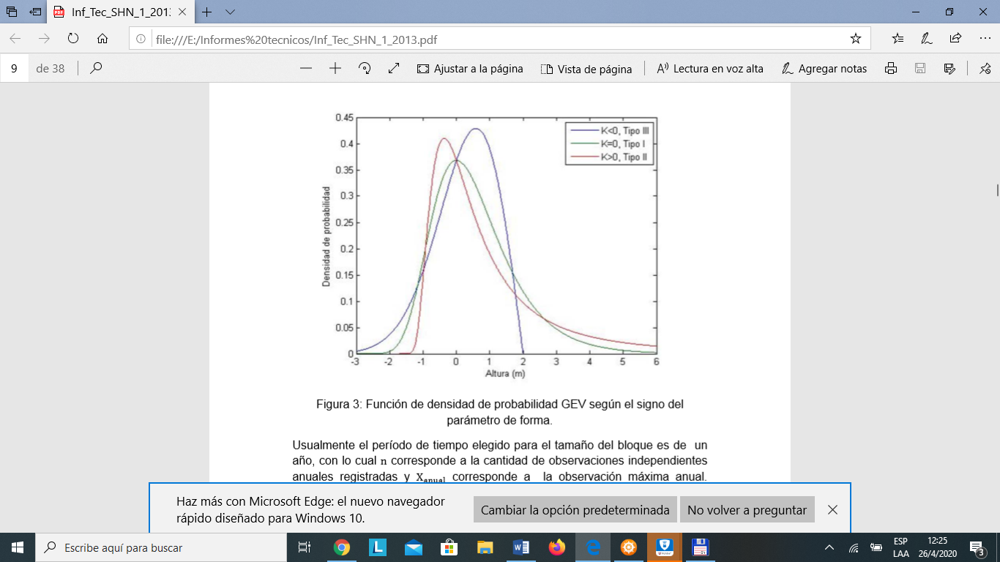 Inf_Tec_SHN_1_201
file:///E:/Informes%20tecnicos/Inf_Tec_SHN_1_2013.pdf
9 de 38 Ajustar a la página Vista de página A Lectura en voz alta Agregar notas
0.45
0.4
0.35
0.3
0.25
0.2
0.15
0.1
0.05
0
Densidad de probabilidad
K<0, Tipo III
K=0, Tipo I
K>0, Tipo II
-3 -2 -1 0 1 2 3 4 5 6
Altura (m)
Figura 3: Función de densidad de probabilidad GEV según el signo del
parámetro de forma.
Usualmente el período de tiempo elegido para el tamaño del bloque es de un
año, con lo cual n corresponde a la cantidad de observaciones independientes
anuales registradas y Xanual corresponde a la observación máxima anual.
Haz más con Microsoft Edge: el nuevo navegador
rápido diseñado para Windows 10.
Cambiar la opción predeterminada No volver a preguntar
Escribe aquí para buscar
ESP 12:25
LAA 26/4/2020 3